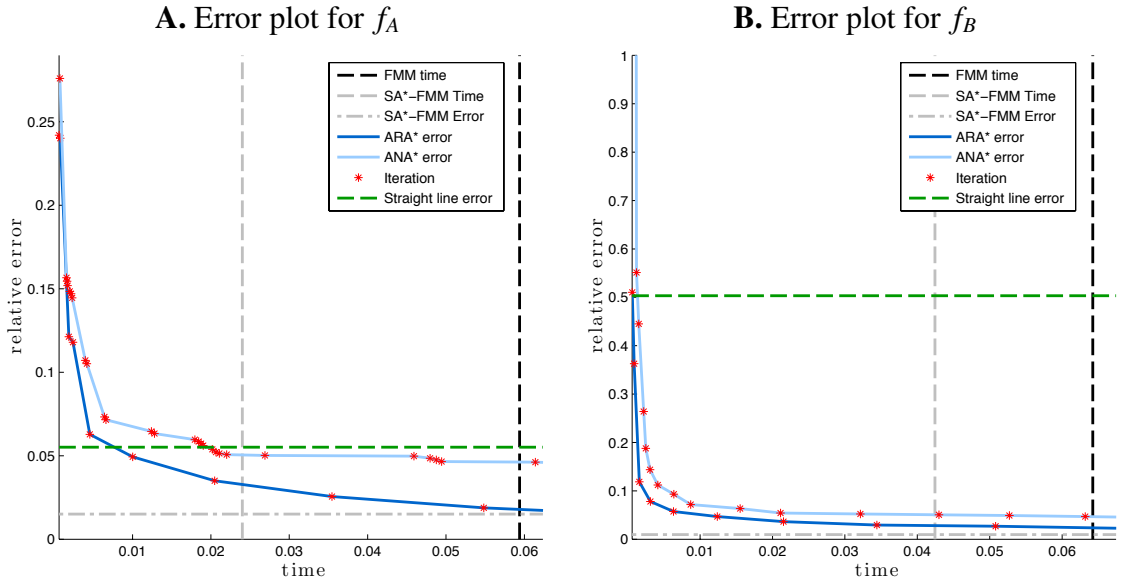 A. Error plot for f_A
FMM time
SA*−FMM Time
SA*−FMM Error
ARA* error
ANA* error
Iteration
Straight line error
0.25
0.2
0.15
0.1
0.05
0
relative error
0.01 0.02 0.03 0.04 0.05 0.06
time
B. Error plot for f_B
FMM time
SA*−FMM Time
SA*−FMM Error
ARA* error
ANA* error
Iteration
Straight line error
1
0.9
0.8
0.7
0.6
0.5
0.4
0.3
0.2
0.1
0
relative error
0.01 0.02 0.03 0.04 0.05 0.06
time